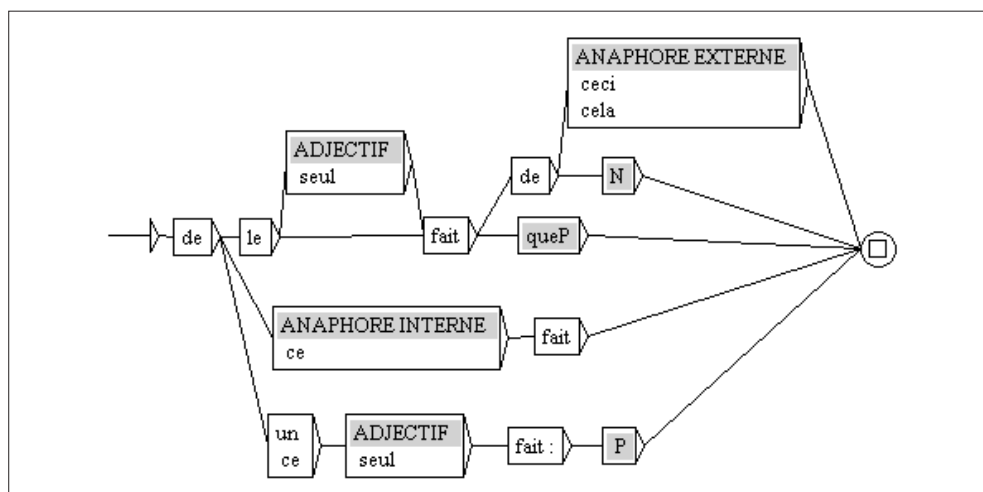 ANAPHORE EXTERNE
ceci
cela
ADJECTIF
seul
de
N
de
le
fait
queP
ANAPHORE INTERNE
ce
fait
un
ce
ADJECTIF
seul
fait :
P